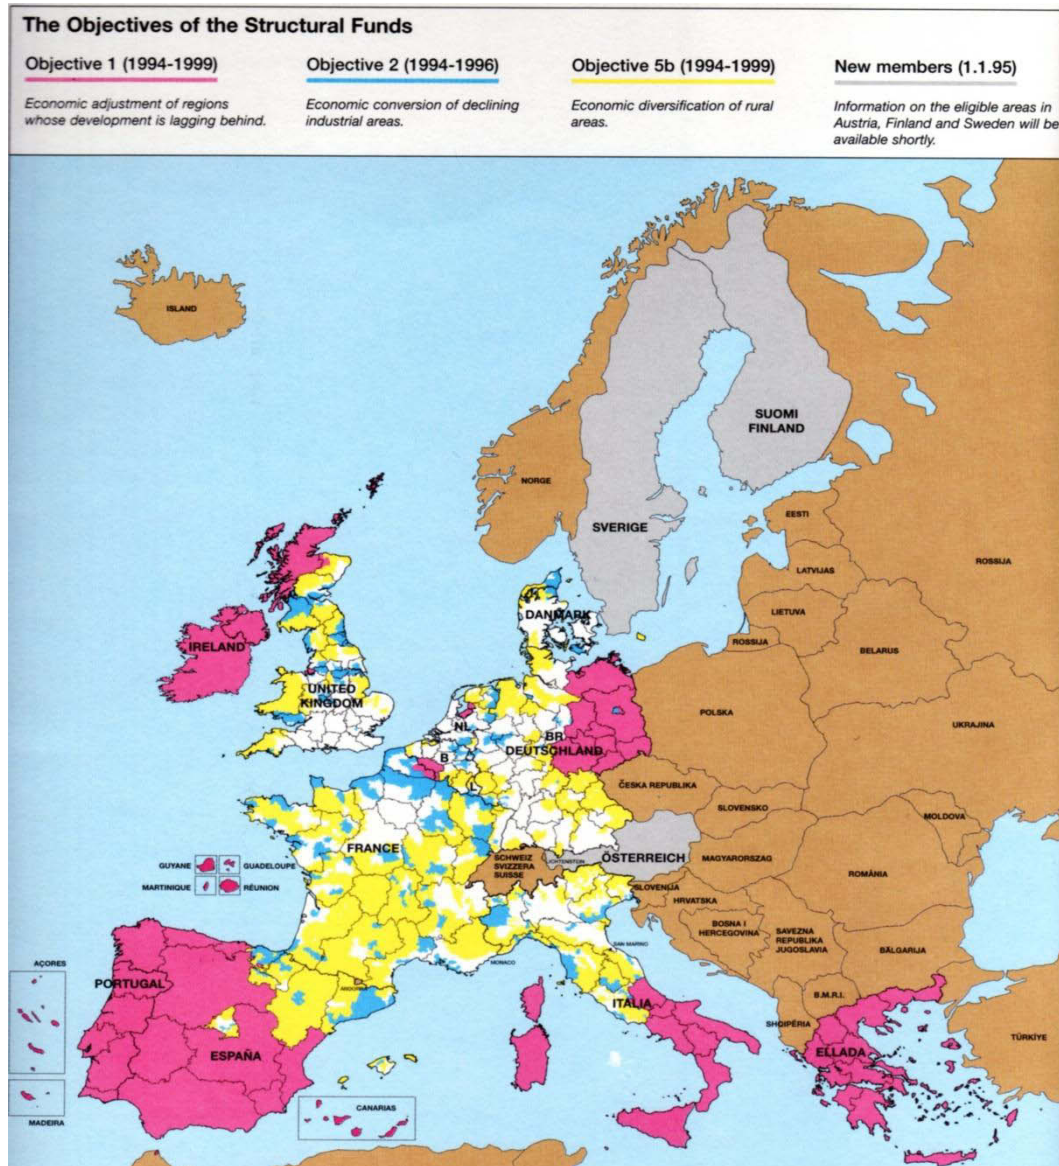 The Objectives of the Structural Funds
Objective 1 (1994-1999)
Economic adjustment of regions
whose development is lagging behind.
Objective 2 (1994-1996)
Economic conversion of declining
industrial areas.
Objective 5b (1994-1999)
Economic diversification of rural
areas.
New members (1.1.95)
Information on the eligible areas in
Austria, Finland and Sweden will be
available shortly.
ISLAND
SUOMI
FINLAND
NORGE
SVERIGE
EESTI
ROSSIJA
LATVIJAS
LIETUVA
ROSSIJA
BELARUS
DANMARK
IRELAND
UNITED
KINGDOM
NL
BR
DEUTSCHLAND
B
L
POLSKA
UKRAJINA
ČESKA REPUBLIKA
SLOVENSKO
MOLDOVA
FRANCE
SCHWEIZ
SVIZZERA
SUISSE
LICHTENSTEIN
ÖSTERREICH
MAGYARORSZAG
ROMÂNIA
GUYANE
GUADELOUPE
MARTINIQUE
RÉUNION
SLOVENIJA
HRVATSKA
BOSNA I
HERCEGOVINA
SAVEZNA
REPUBLIKA
JUGOSLAVIJA
BĂLGARIJA
SAN MARINO
MONACO
ANDORRA
AÇORES
PORTUGAL
ITALIA
B.M.R.I.
SHQIPËRIA
ESPAÑA
ELLADA
TÜRKİYE
CANARIAS
MADEIRA